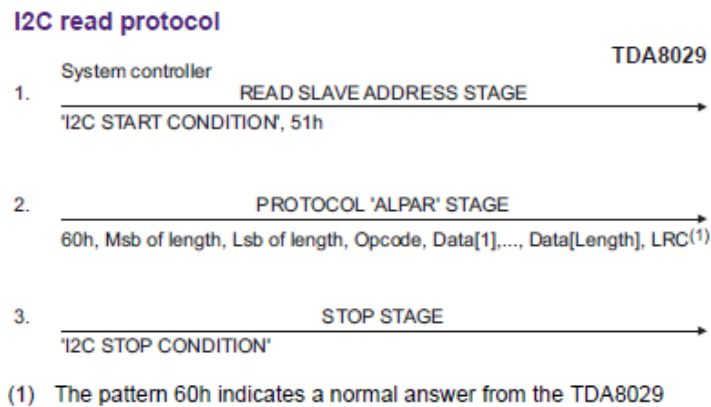 I2C read protocol
TDA8029
System controller
1. READ SLAVE ADDRESS STAGE
'I2C START CONDITION', 51h
2. PROTOCOL 'ALPAR' STAGE
60h, Msb of length, Lsb of length, Opcode, Data[1],..., Data[Length], LRC(1)
3. STOP STAGE
'I2C STOP CONDITION'
(1) The pattern 60h indicates a normal answer from the TDA8029